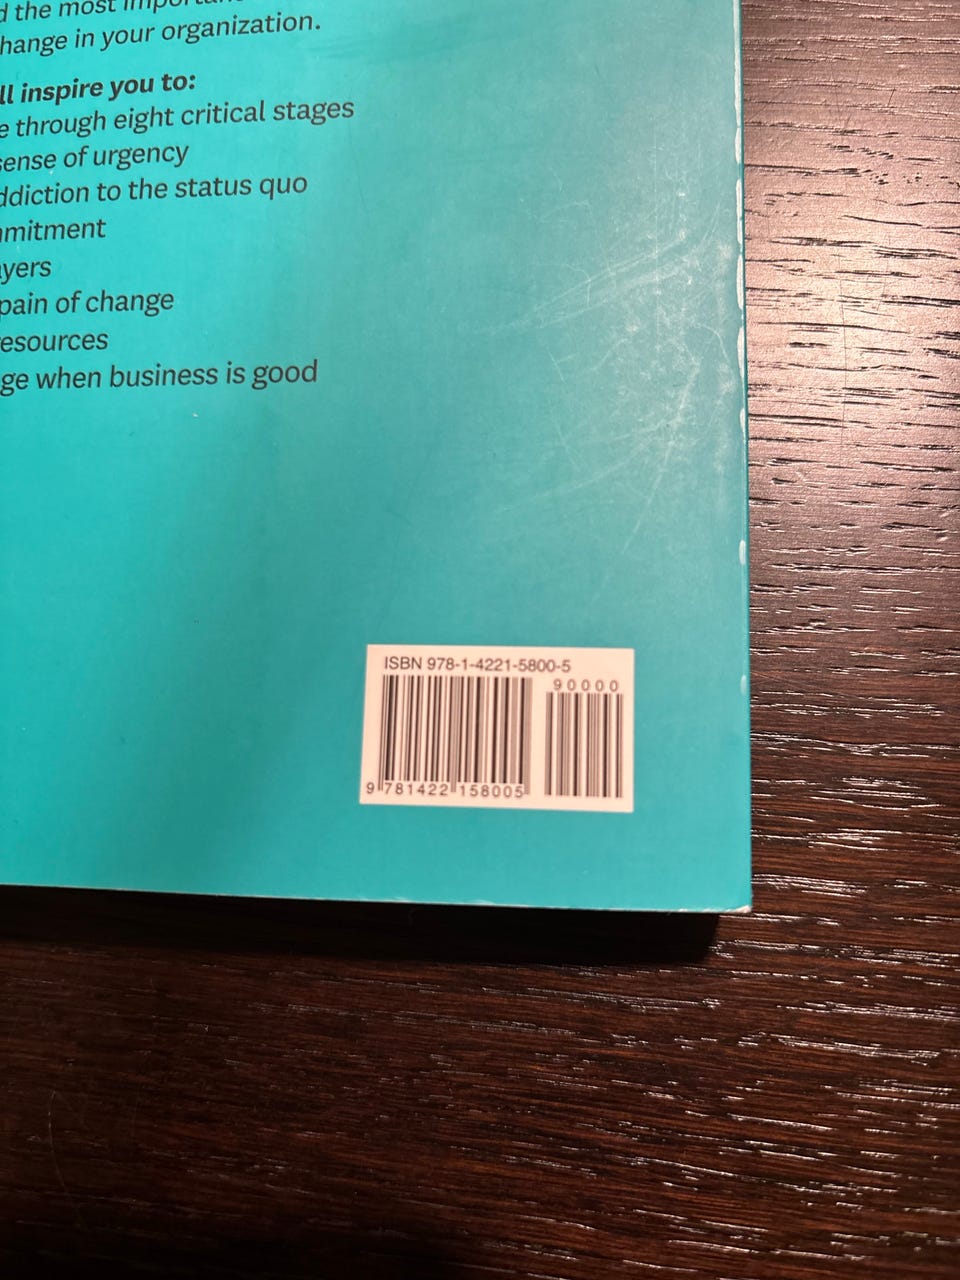 d the most
hange in your organization.
ll inspire you to:
e through eight critical stages
sense of urgency
ddiction to the status quo
mitment
yers
pain of change
esources
ge when business is good
ISBN 978-1-4221-5800-5
90000
9 781422 158005